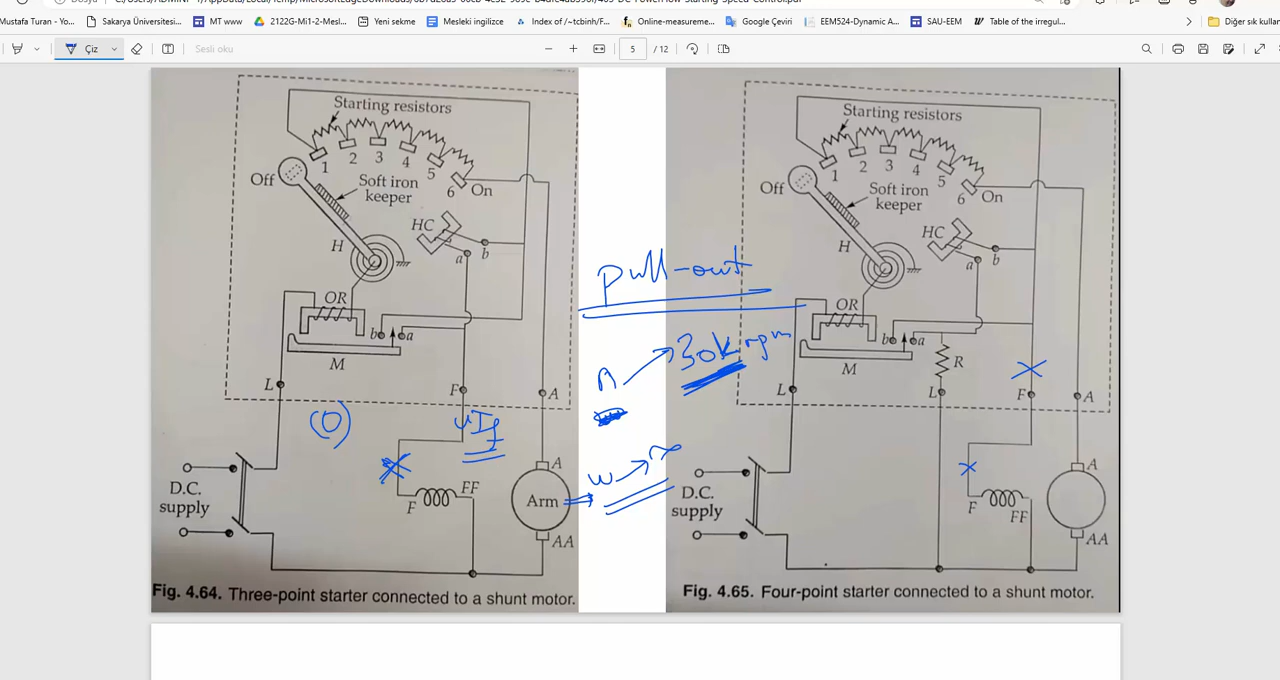 Mustafa Turan - Yo...
Sakarya Üniversitesi...
MT www
2122G-Mi1-2-Mesl...
Yeni sekme
Mesleki ingilizce
Index of /~tcbinh/F...
Online-measureme...
Google Çeviri
EEM524-Dynamic A...
SAU-EEM
Table of the irregul...
Diğer sık kullan
Çiz
Sesli oku
5
/ 12
Starting resistors
1
2
3
4
5
6
On
Off
Soft iron
keeper
HC
H
a
b
OR
b
a
M
L
F
A
(0)
If
D.C.
supply
F
FF
A
Arm
AA
Fig. 4.64. Three-point starter connected to a shunt motor.
Pull-out
n
30k rpm
w
∞
Starting resistors
1
2
3
4
5
6
On
Off
Soft iron
keeper
HC
H
a
b
OR
b
a
M
R
L
L
F
A
D.C.
supply
F
FF
A
AA
Fig. 4.65. Four-point starter connected to a shunt motor.